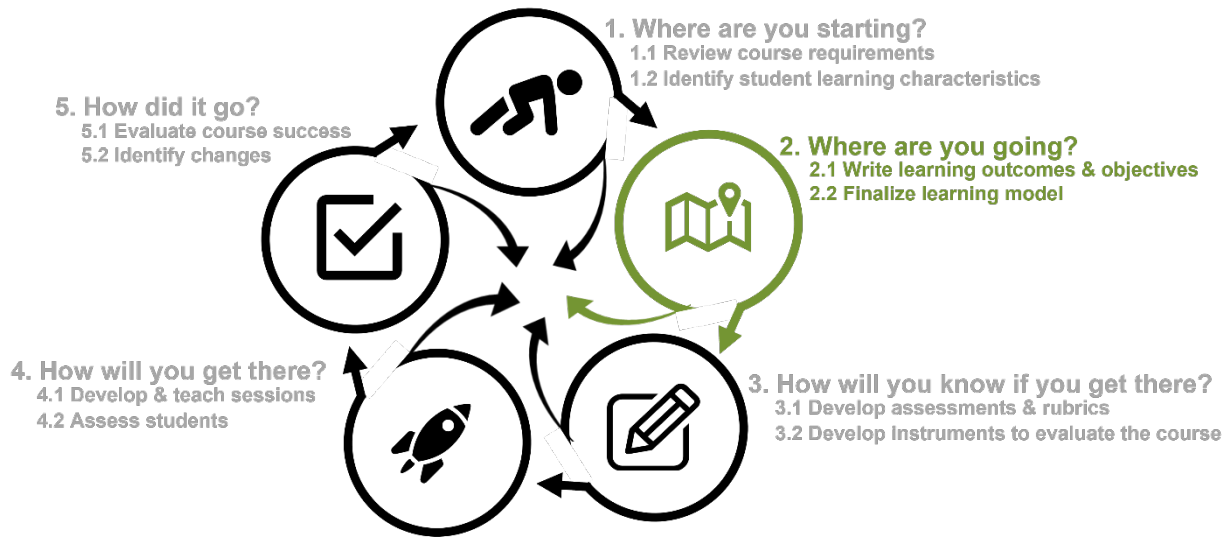 1. Where are you starting?
1.1 Review course requirements
1.2 Identify student learning characteristics
2. Where are you going?
2.1 Write learning outcomes & objectives
2.2 Finalize learning model
3. How will you know if you get there?
3.1 Develop assessments & rubrics
3.2 Develop Instruments to evaluate the course
4. How will you get there?
4.1 Develop & teach sessions
4.2 Assess students
5. How did it go?
5.1 Evaluate course success
5.2 Identify changes